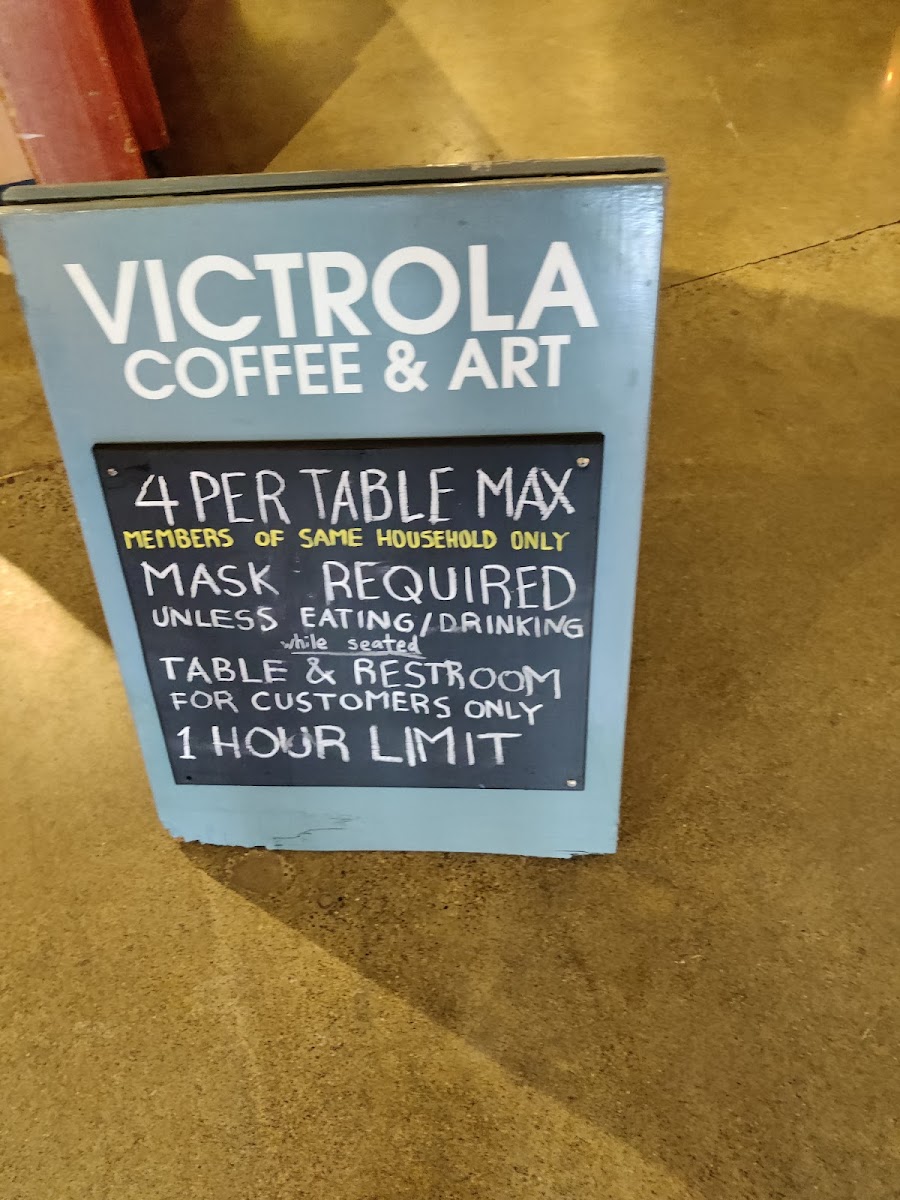 VICTROLA
COFFEE & ART
4 PER TABLE MAX
MEMBERS OF SAME HOUSEHOLD ONLY
MASK REQUIRED
UNLESS EATING/DRINKING
while seated
TABLE & RESTROOM
FOR CUSTOMERS ONLY
1 HOUR LIMIT